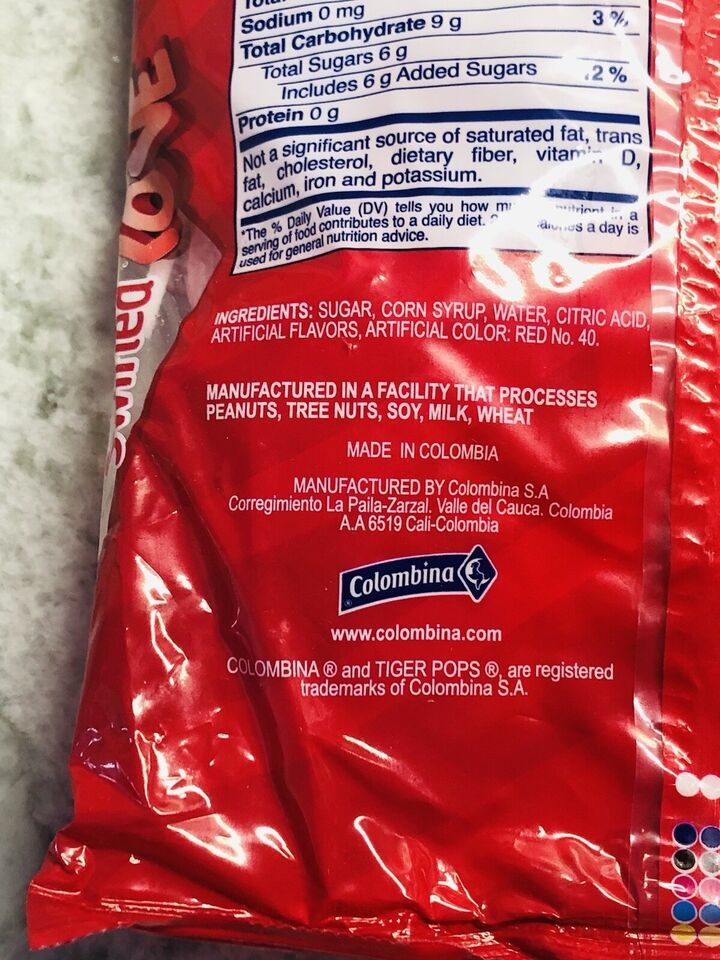 Sodium 0 mg
Total Carbohydrate 9 g 3 %
Total Sugars 6 g
Includes 6 g Added Sugars 12 %
Protein 0 g
Not a significant source of saturated fat, trans
fat, cholesterol, dietary fiber, vitamin D,
calcium, iron and potassium.
*The % Daily Value (DV) tells you how nutrient in a
serving of food contributes to a daily diet. calories a day is
used for general nutrition advice.
LOVE
INGREDIENTS: SUGAR, CORN SYRUP, WATER, CITRIC ACID,
ARTIFICIAL FLAVORS, ARTIFICIAL COLOR: RED No. 40.
MANUFACTURED IN A FACILITY THAT PROCESSES
PEANUTS, TREE NUTS, SOY, MILK, WHEAT
MADE IN COLOMBIA
MANUFACTURED BY Colombina S.A
Corregimiento La Paila-Zarzal. Valle del Cauca. Colombia
A.A 6519 Cali-Colombia
Colombina
®
www.colombina.com
COLOMBINA ® and TIGER POPS ®, are registered
trademarks of Colombina S.A.